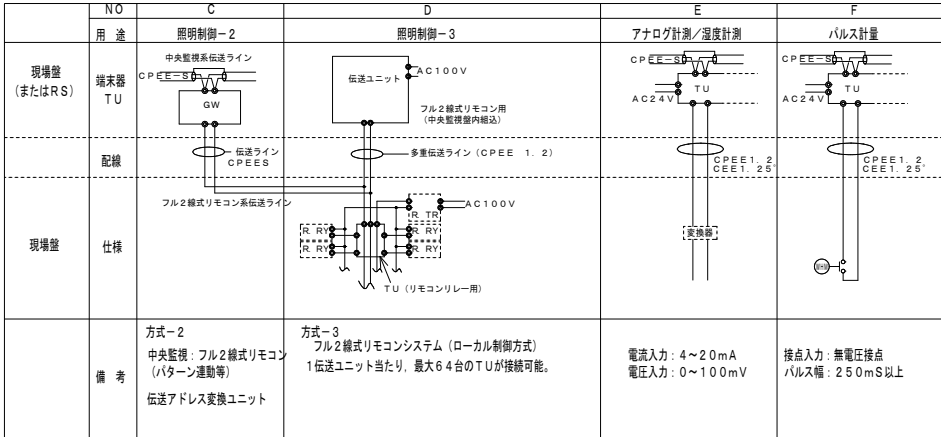 NO
C
D
E
F
用 途
照明制御－2
照明制御－3
アナログ計測／湿度計測
パルス計量
現場盤
(またはRS)
端末器
TU
中央監視系伝送ライン
CPEE－S
GW
伝送ユニット
AC100V
フル2線式リモコン用
(中央監視盤内組込)
CPEE－S
TU
AC24V
CPEE－S
TU
AC24V
配線
伝送ライン
CPEES
多重伝送ライン (CPEE 1.2)
CPEE1.2
CEE1.25°
CPEE1.2
CEE1.25°
現場盤
仕様
フル2線式リモコン系伝送ライン
R.TR
AC100V
R.RY
R.RY
R.RY
R.RY
TU (リモコンリレー用)
変換器
備 考
方式－2
中央監視：フル2線式リモコン
(パターン連動等)
伝送アドレス変換ユニット
方式－3
フル2線式リモコンシステム (ローカル制御方式)
1伝送ユニット当たり，最大64台のTUが接続可能。
電流入力：4～20mA
電圧入力：0～100mV
接点入力：無電圧接点
パルス幅：250mS以上